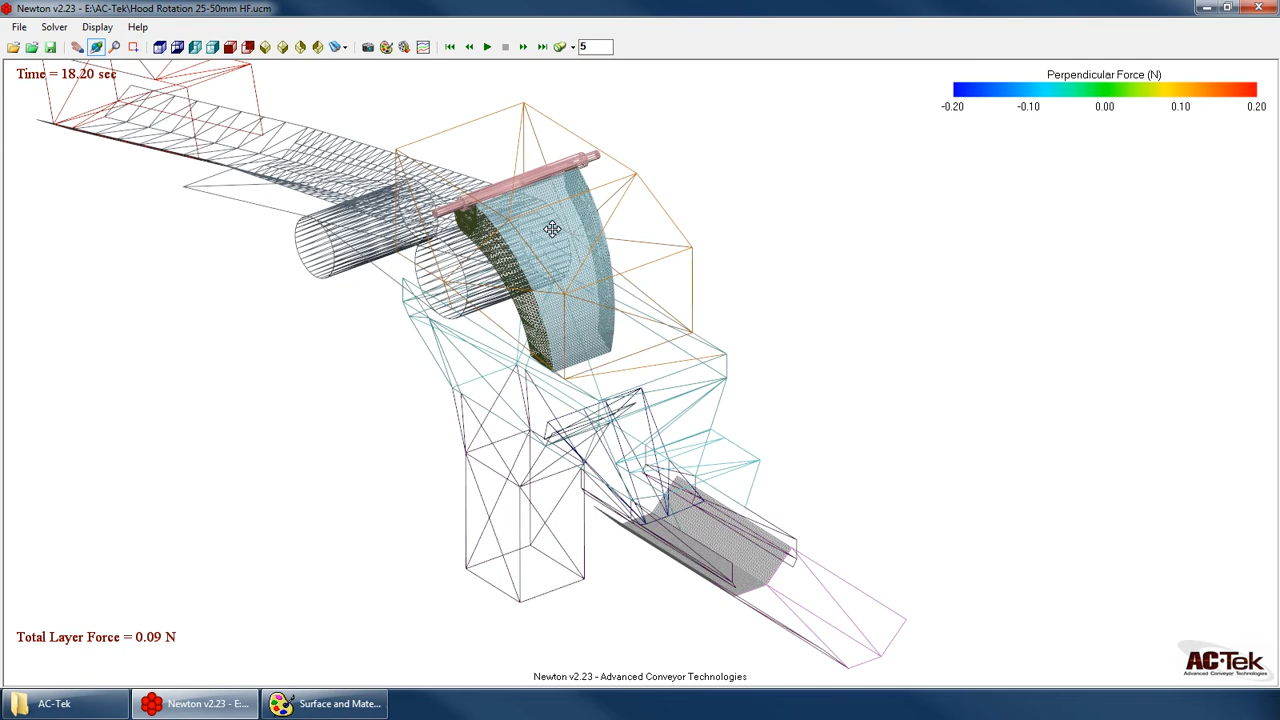 Newton v2.23 - E:\AC-Tek\Hood Rotation 25-50mm HF.ucm
File Solver Display Help
5
Time = 18.20 sec
Perpendicular Force (N)
-0.20 -0.10 0.00 0.10 0.20
Total Layer Force = 0.09 N
AC-Tek
Advanced Conveyor Technologies
Newton v2.23 - Advanced Conveyor Technologies
AC-Tek
Newton v2.23 - E:...
Surface and Mate...